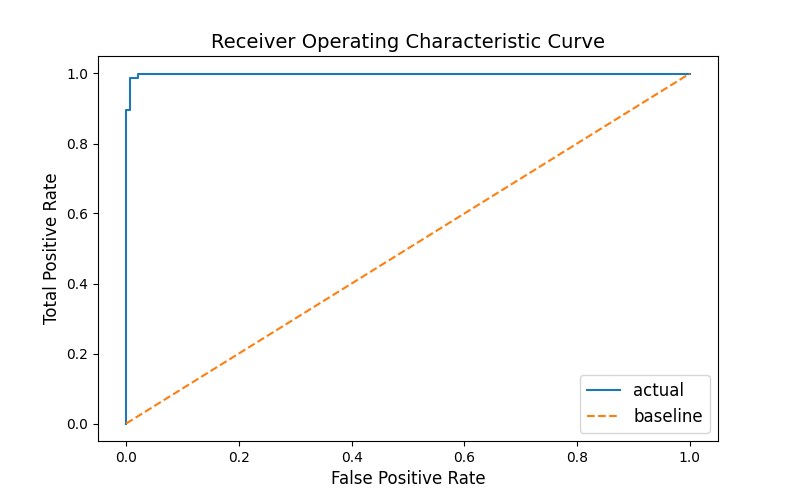 Receiver Operating Characteristic Curve
1.0
0.8
0.6
0.4
0.2
0.0
Total Positive Rate
0.0 0.2 0.4 0.6 0.8 1.0
False Positive Rate
actual
baseline